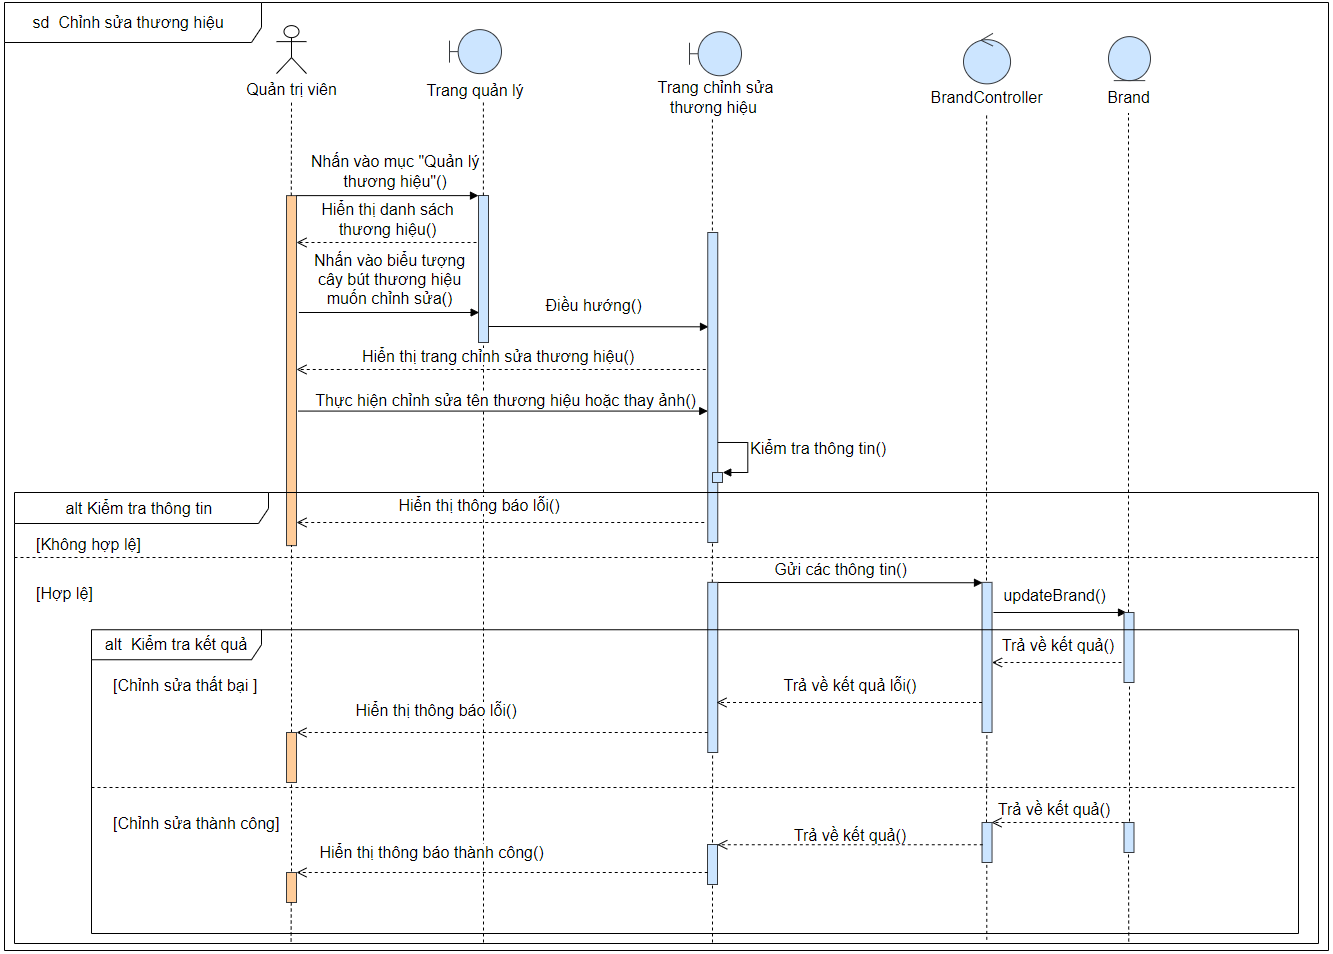 sd  Chỉnh sửa thương hiệu
Quản trị viên
Trang quản lý
Trang chỉnh sửa
thương hiệu
BrandController
Brand
Nhấn vào mục "Quản lý
thương hiệu"()
Hiển thị danh sách
thương hiệu()
Nhấn vào biểu tượng
cây bút thương hiệu
muốn chỉnh sửa()
Điều hướng()
Hiển thị trang chỉnh sửa thương hiệu()
Thực hiện chỉnh sửa tên thương hiệu hoặc thay ảnh()
Kiểm tra thông tin()
alt Kiểm tra thông tin
Hiển thị thông báo lỗi()
[Không hợp lệ]
Gửi các thông tin()
[Hợp lệ]
updateBrand()
alt  Kiểm tra kết quả
Trả về kết quả()
[Chỉnh sửa thất bại ]
Trả về kết quả lỗi()
Hiển thị thông báo lỗi()
Trả về kết quả()
[Chỉnh sửa thành công]
Trả về kết quả()
Hiển thị thông báo thành công()